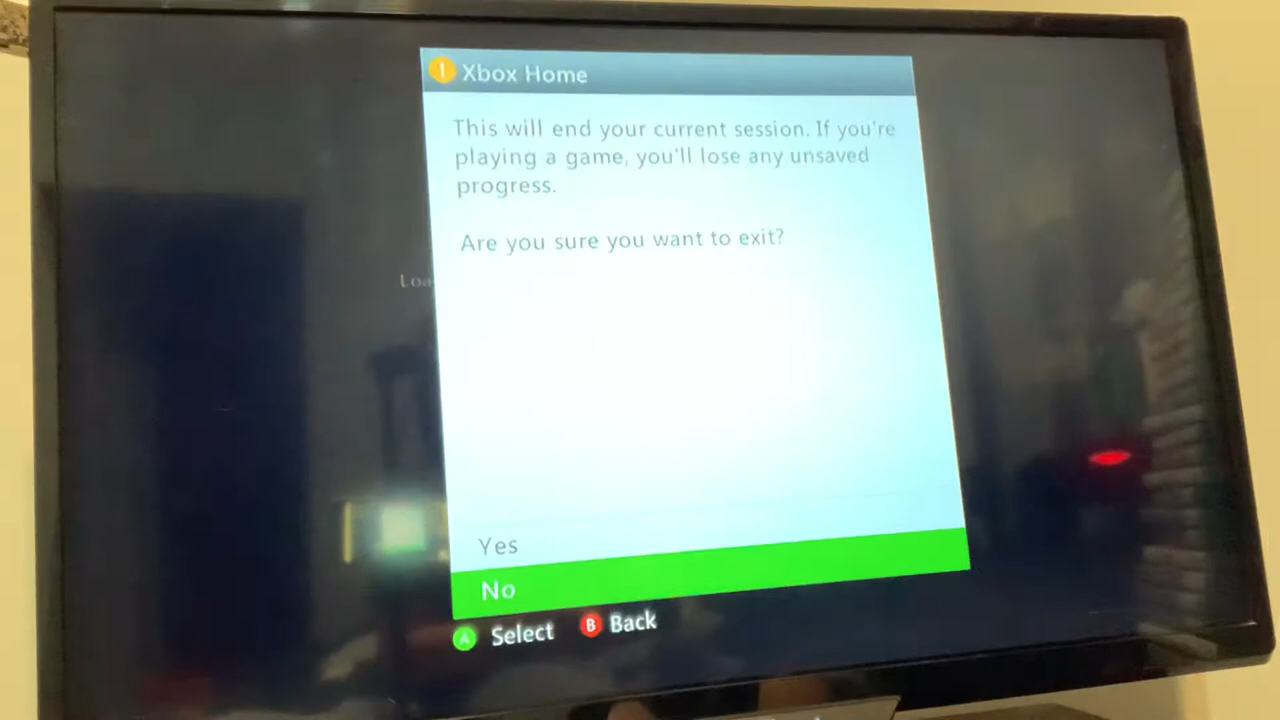 ! Xbox Home
This will end your current session. If you're
playing a game, you'll lose any unsaved
progress.
Are you sure you want to exit?
Loa
Yes
No
A Select B Back